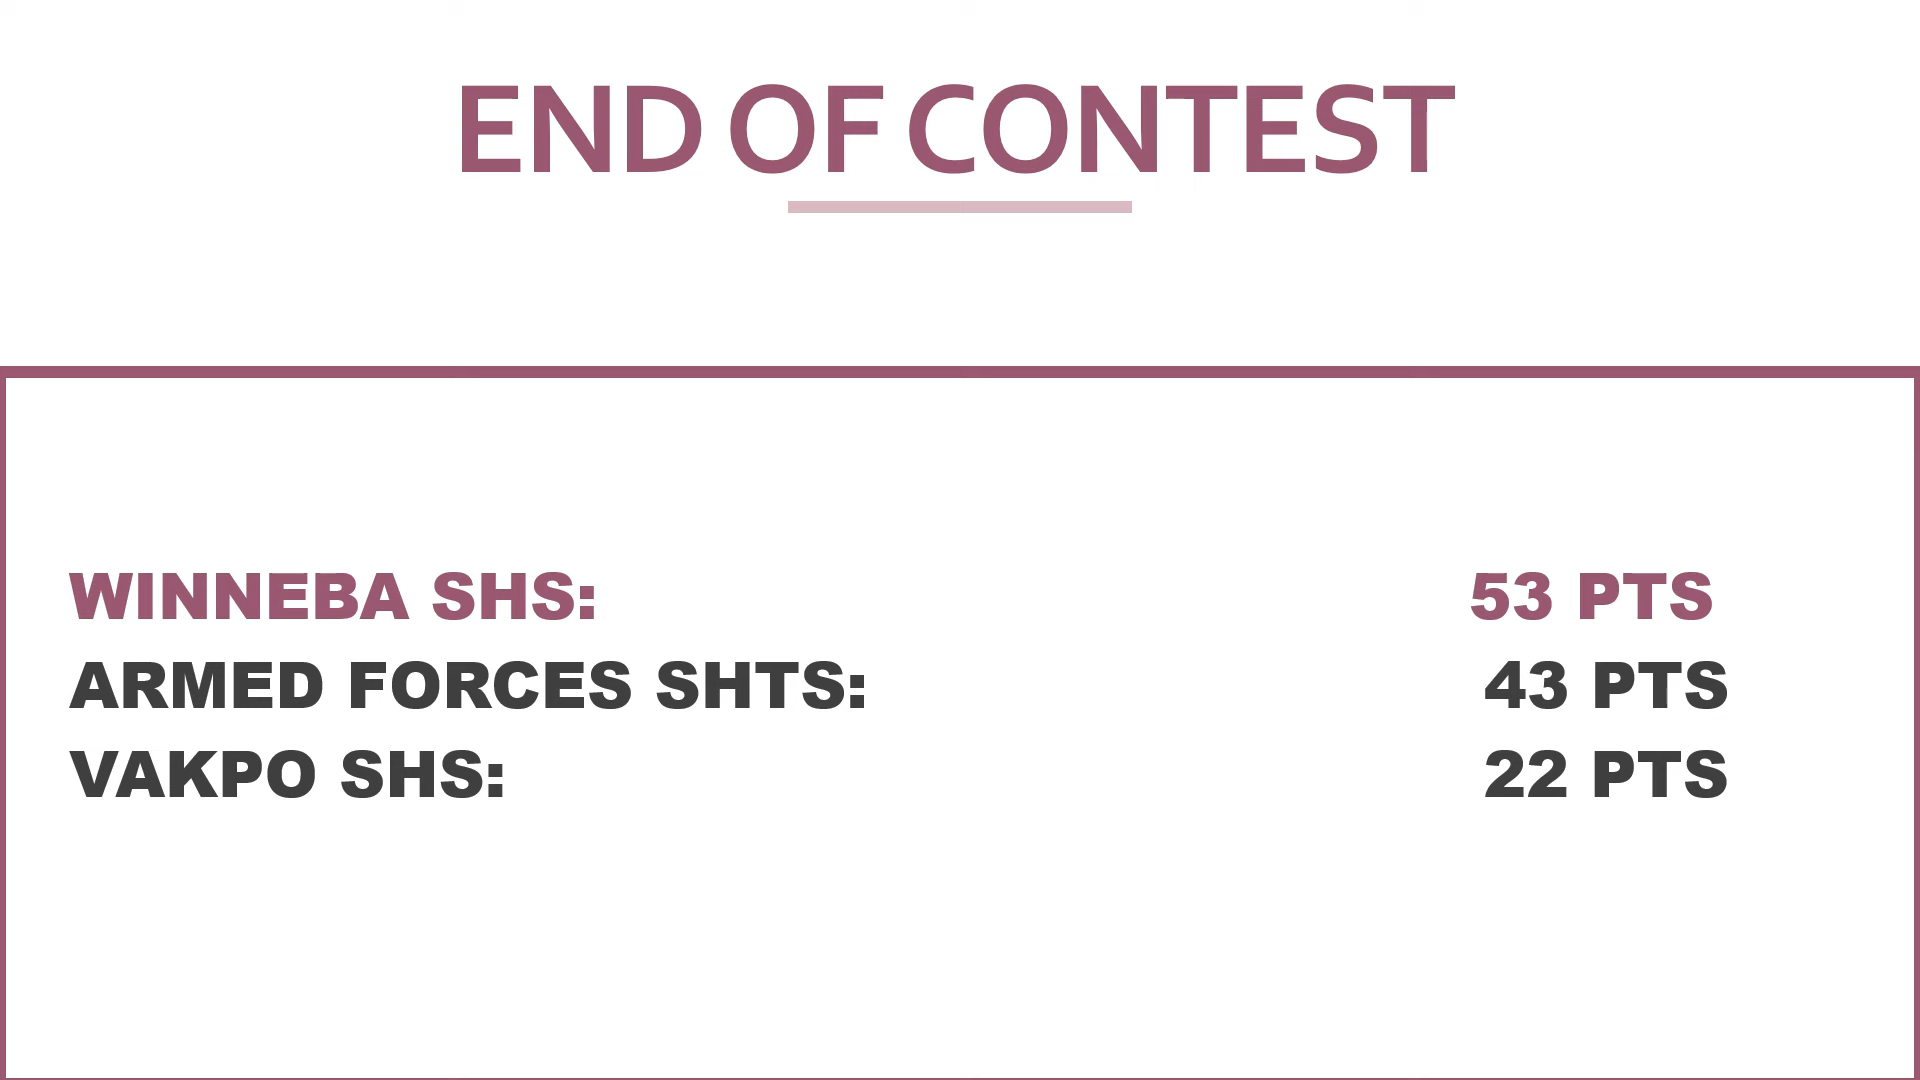 END OF CONTEST
WINNEBA SHS: 53 PTS
ARMED FORCES SHTS: 43 PTS
VAKPO SHS: 22 PTS